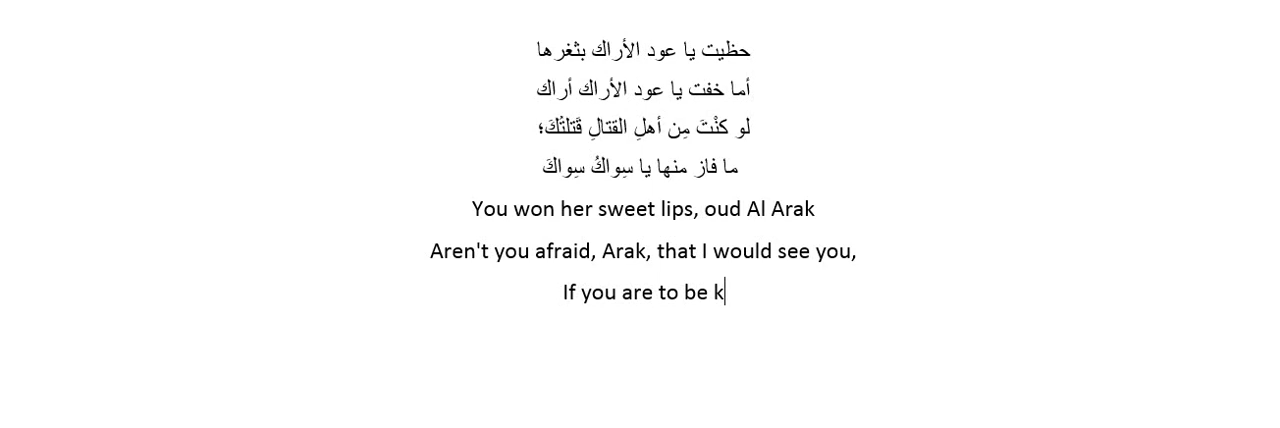 حظيت يا عود الأراك بثغرها
أما خفت يا عود الأراك أراك
لو كنْتَ مِن أهلِ القتالِ قَتلتُكَ؛
ما فاز منها يا سِواكُ سِواكَ
You won her sweet lips, oud Al Arak
Aren't you afraid, Arak, that I would see you,
If you are to be k